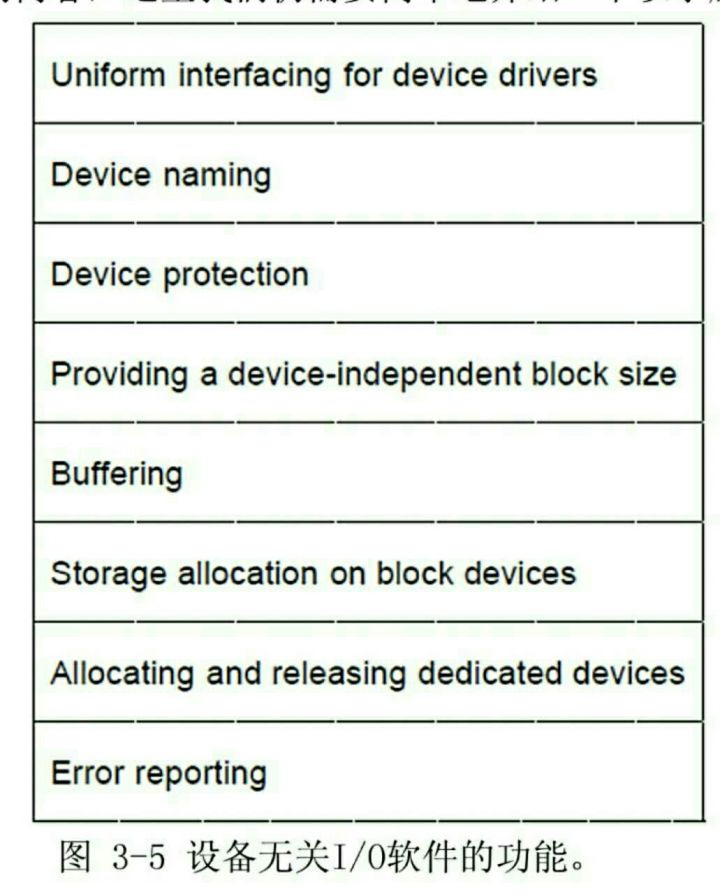 Uniform interfacing for device drivers
Device naming
Device protection
Providing a device-independent block size
Buffering
Storage allocation on block devices
Allocating and releasing dedicated devices
Error reporting
图 3-5 设备无关I/O软件的功能。